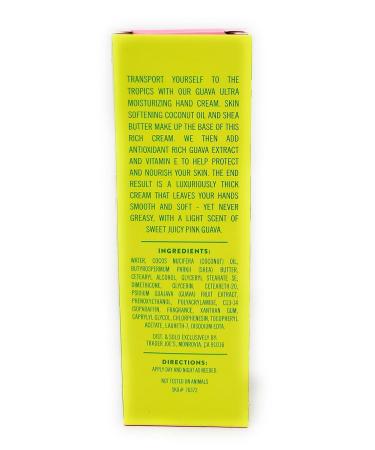 TRANSPORT YOURSELF TO THE
TROPICS WITH OUR GUAVA ULTRA
MOISTURIZING HAND CREAM. SKIN
SOFTENING COCONUT OIL AND SHEA
BUTTER MAKE UP THE BASE OF THIS
RICH CREAM. WE THEN ADD
ANTIOXIDANT RICH GUAVA EXTRACT
AND VITAMIN E TO HELP PROTECT
AND NOURISH YOUR SKIN. THE END
RESULT IS A LUXURIOUSLY THICK
CREAM THAT LEAVES YOUR HANDS
SMOOTH AND SOFT - YET NEVER
GREASY, WITH A LIGHT SCENT OF
SWEET JUICY PINK GUAVA.
INGREDIENTS:
WATER, COCOS NUCIFERA (COCONUT) OIL,
BUTYROSPERMUM PARKII (SHEA) BUTTER,
CETEARYL ALCOHOL, GLYCERYL STEARATE SE,
DIMETHICONE, GLYCERIN, CETEARETH-20,
PSIDIUM GUAJAVA (GUAVA) FRUIT EXTRACT,
PHENOXYETHANOL, POLYACRYLAMIDE, C13-14
ISOPARAFFIN, FRAGRANCE, XANTHAN GUM,
CAPRYLYL GLYCOL, CHLORPHENESIN, TOCOPHERYL
ACETATE, LAURETH-7, DISODIUM EDTA.
DIST. & SOLD EXCLUSIVELY BY:
TRADER JOE'S, MONROVIA, CA 91016
DIRECTIONS:
APPLY DAY AND NIGHT AS NEEDED.
NOT TESTED ON ANIMALS
SKU# 76372